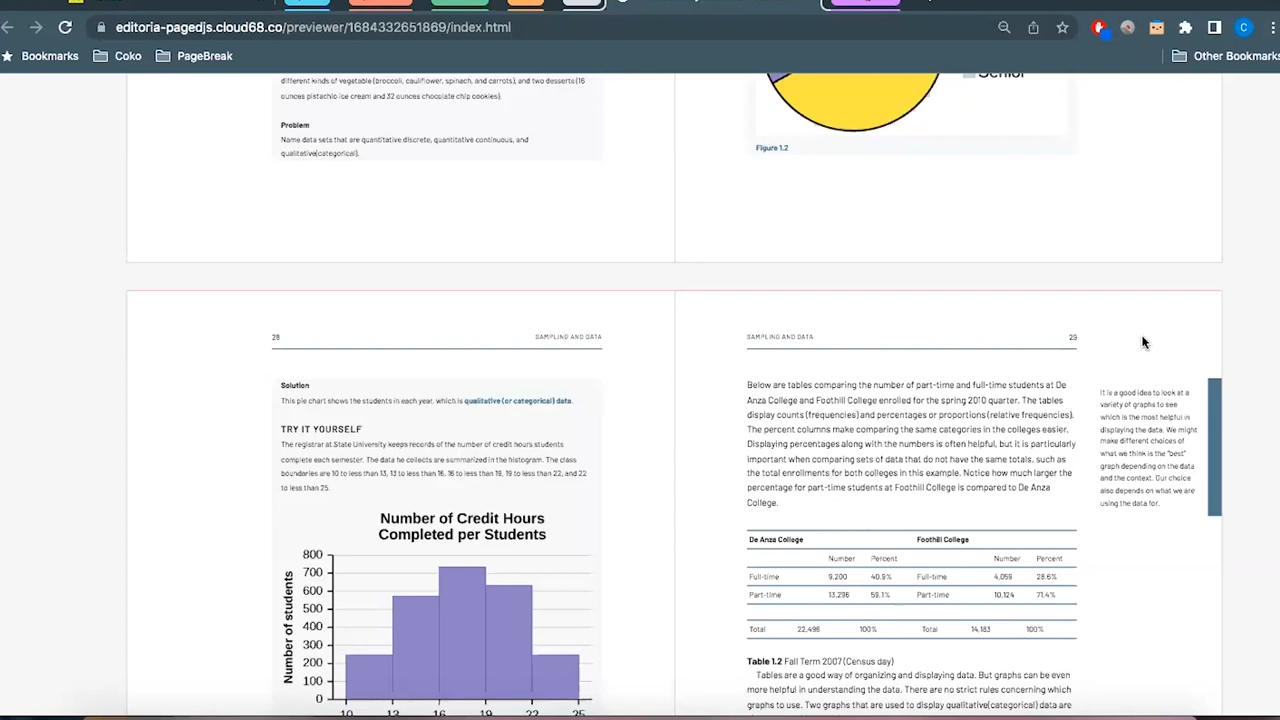 editoria-pagedjs.cloud68.co/previewer/1684332651869/index.html
C
Bookmarks
Coko
PageBreak
Other Bookmarks
different kinds of vegetable (broccoli, cauliflower, spinach, and carrots), and two desserts (16
ounces pistachio ice cream and 32 ounces chocolate chip cookies).
Problem
Name data sets that are quantitative discrete, quantitative continuous, and
qualitative(categorical).
Senior
Figure 1.2
28
SAMPLING AND DATA
Solution
This pie chart shows the students in each year, which is qualitative (or categorical) data.
TRY IT YOURSELF
The registrar at State University keeps records of the number of credit hours students
complete each semester. The data he collects are summarized in the histogram. The class
boundaries are 10 to less than 13, 13 to less than 16, 16 to less than 19, 19 to less than 22, and 22
to less than 25.
Number of Credit Hours
Completed per Students
Number of students
800
700
600
500
400
300
200
100
0
10
13
16
19
22
25
SAMPLING AND DATA
29
Below are tables comparing the number of part-time and full-time students at De
Anza College and Foothill College enrolled for the spring 2010 quarter. The tables
display counts (frequencies) and percentages or proportions (relative frequencies).
The percent columns make comparing the same categories in the colleges easier.
Displaying percentages along with the numbers is often helpful, but it is particularly
important when comparing sets of data that do not have the same totals, such as
the total enrollments for both colleges in this example. Notice how much larger the
percentage for part-time students at Foothill College is compared to De Anza
College.
De Anza College Foothill College
Number Percent Number Percent
Full-time 9,200 40.9% Full-time 4,059 28.6%
Part-time 13,296 59.1% Part-time 10,124 71.4%
Total 22,496 100% Total 14,183 100%
Table 1.2 Fall Term 2007 (Census day)
Tables are a good way of organizing and displaying data. But graphs can be even
more helpful in understanding the data. There are no strict rules concerning which
graphs to use. Two graphs that are used to display qualitative(categorical) data are
It is a good idea to look at a
variety of graphs to see
which is the most helpful in
displaying the data. We might
make different choices of
what we think is the "best"
graph depending on the data
and the context. Our choice
also depends on what we are
using the data for.